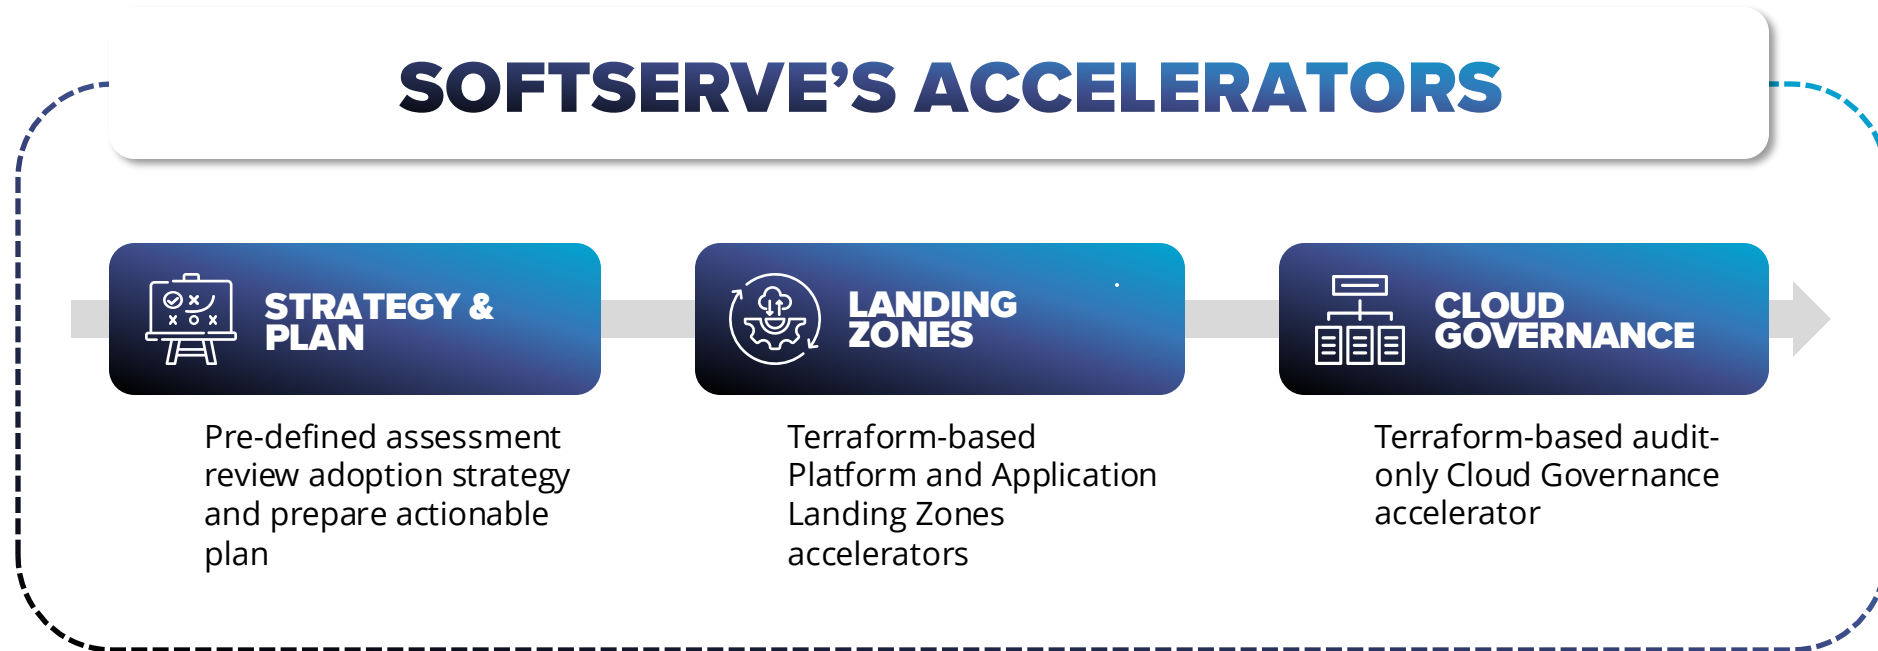 SOFTSERVE’S ACCELERATORS
STRATEGY &
PLAN
Pre-defined assessment
review adoption strategy
and prepare actionable
plan
LANDING
ZONES
Terraform-based
Platform and Application
Landing Zones
accelerators
CLOUD
GOVERNANCE
Terraform-based audit-
only Cloud Governance
accelerator